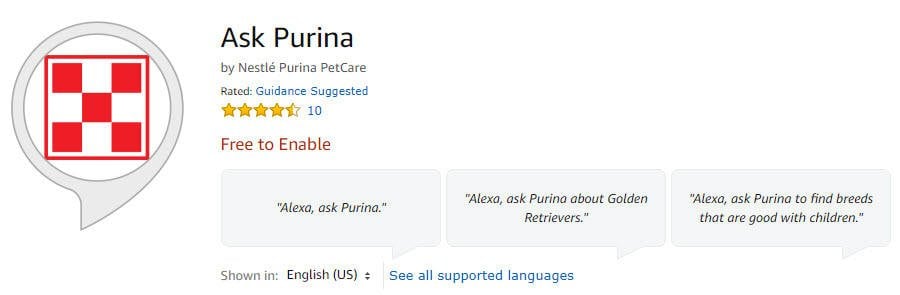 Ask Purina
by Nestlé Purina PetCare
Rated: Guidance Suggested
10
Free to Enable
"Alexa, ask Purina."
"Alexa, ask Purina about Golden
Retrievers."
"Alexa, ask Purina to find breeds
that are good with children."
Shown in: English (US) See all supported languages